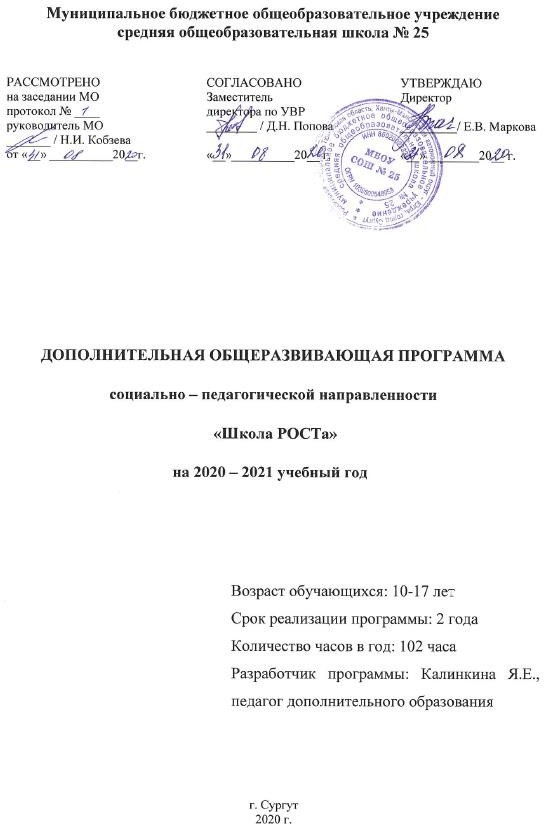 Муниципальное бюджетное общеобразовательное учреждение
средняя общеобразовательная школа № 25
РАССМОТРЕНО
на заседании МО
протокол № 1
руководитель МО
/ Н.И. Кобзева
от «31» 08 2020г.
СОГЛАСОВАНО
Заместитель
директора по УВР
/ Д.Н. Попова
«31» 08 2020г.
УТВЕРЖДАЮ
Директор
/ Е.В. Маркова
«31» 08 2020г.
МБОУ
СОШ № 25
ДОПОЛНИТЕЛЬНАЯ ОБЩЕРАЗВИВАЮЩАЯ ПРОГРАММА
социально – педагогической направленности
«Школа РОСТа»
на 2020 – 2021 учебный год
Возраст обучающихся: 10-17 лет
Срок реализации программы: 2 года
Количество часов в год: 102 часа
Разработчик программы: Калинкина Я.Е.,
педагог дополнительного образования
г. Сургут
2020 г.